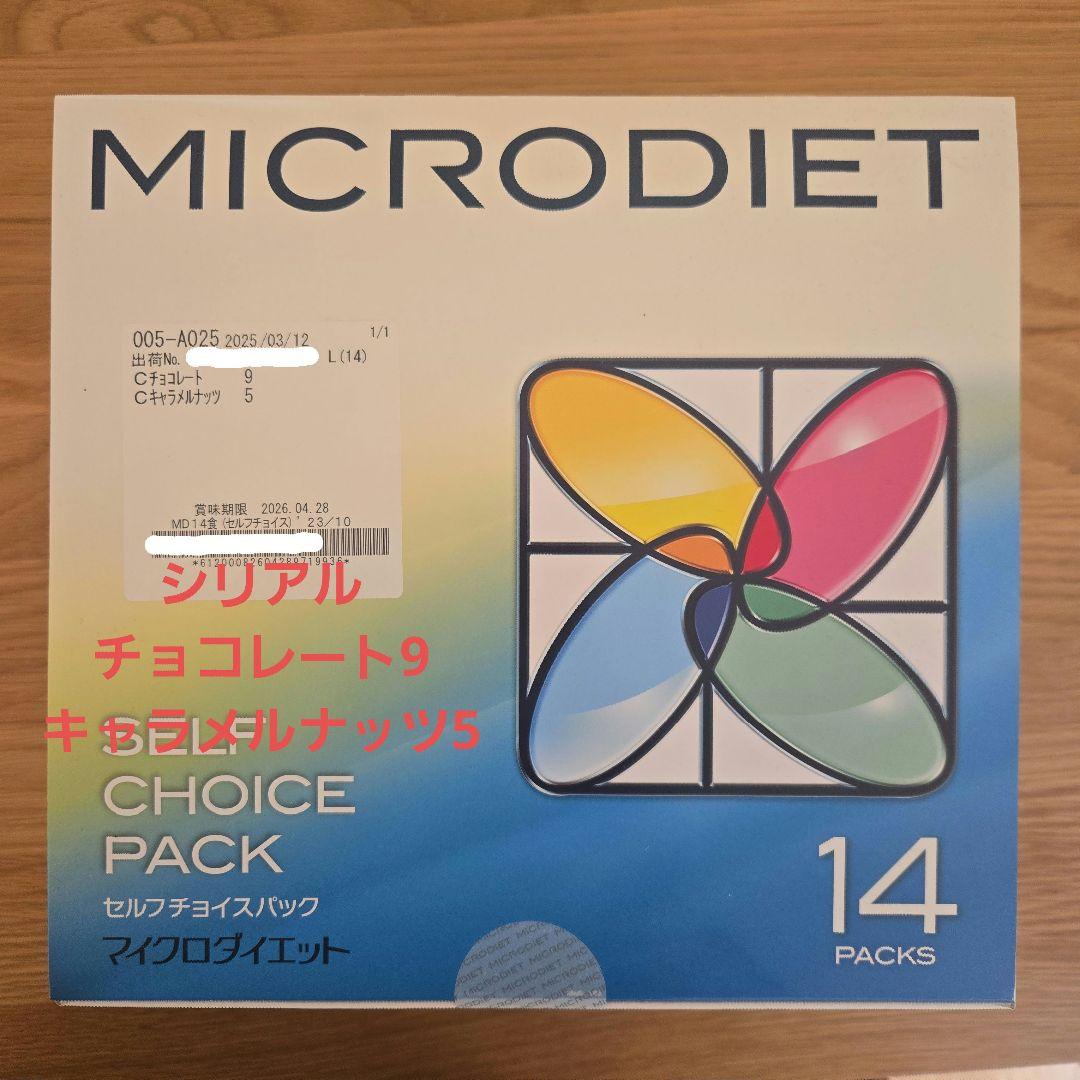 MICRODIET
005-A025 2025/03/12 1/1
出荷No. L(14)
Cチョコレート 9
Cキャラメルナッツ 5
賞味期限 2026.04.28
MD14食(セルフチョイス)'23/10
シリアル
チョコレート9
キャラメルナッツ5
SELF
CHOICE
PACK
セルフチョイスパック
マイクロダイエット
14
PACKS
MICRODIET MICRODIET